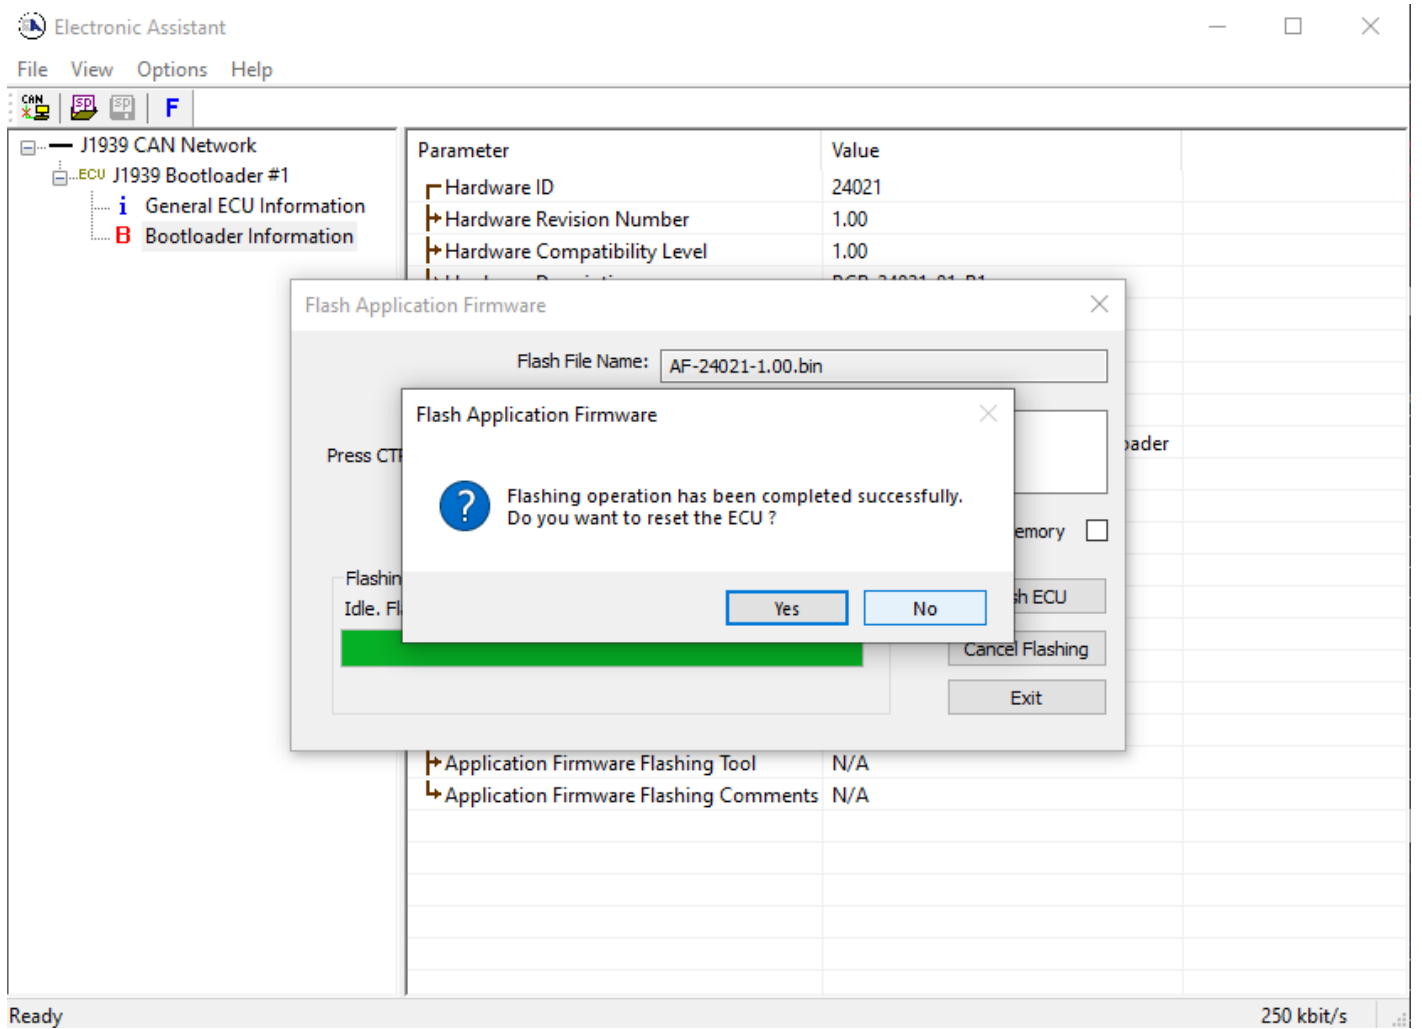 Electronic Assistant
File View Options Help
CAN SP SP F
J1939 CAN Network
ECU J1939 Bootloader #1
i General ECU Information
B Bootloader Information
Parameter Value
Hardware ID 24021
Hardware Revision Number 1.00
Hardware Compatibility Level 1.00
Flash Application Firmware
Flash File Name: AF-24021-1.00.bin
Flash Application Firmware
oader
Press CT
Flashing operation has been completed successfully.
Do you want to reset the ECU ?
emory
Flashin
Idle. Fl
Yes No
sh ECU
Cancel Flashing
Exit
Application Firmware Flashing Tool N/A
Application Firmware Flashing Comments N/A
Ready 250 kbit/s